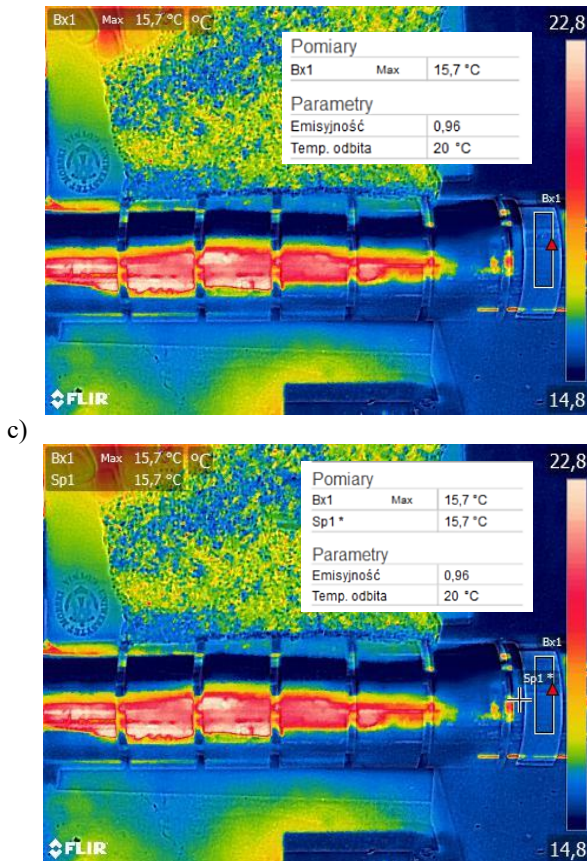 Bx1 Max 15,7 °C °C
22,8
Pomiary
Bx1 Max 15,7 °C
Parametry
Emisyjność 0,96
Temp. odbita 20 °C
Bx1
FLIR
14,8
c)
Bx1 Max 15,7 °C °C
Sp1 15,7 °C
22,8
Pomiary
Bx1 Max 15,7 °C
Sp1 * 15,7 °C
Parametry
Emisyjność 0,96
Temp. odbita 20 °C
Bx1
Sp1 *
FLIR
14,8